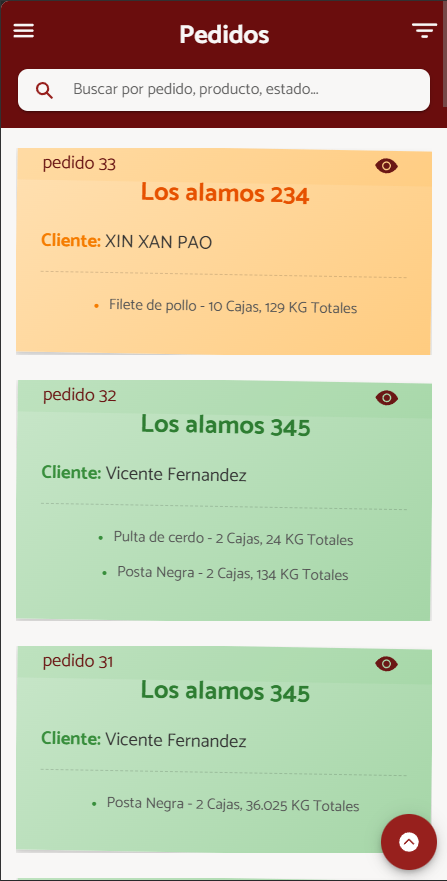 Pedidos
Buscar por pedido, producto, estado...
pedido 33
Los alamos 234
Cliente: XIN XAN PAO
• Filete de pollo - 10 Cajas, 129 KG Totales
pedido 32
Los alamos 345
Cliente: Vicente Fernandez
• Pulta de cerdo - 2 Cajas, 24 KG Totales
• Posta Negra - 2 Cajas, 134 KG Totales
pedido 31
Los alamos 345
Cliente: Vicente Fernandez
• Posta Negra - 2 Cajas, 36.025 KG Totales